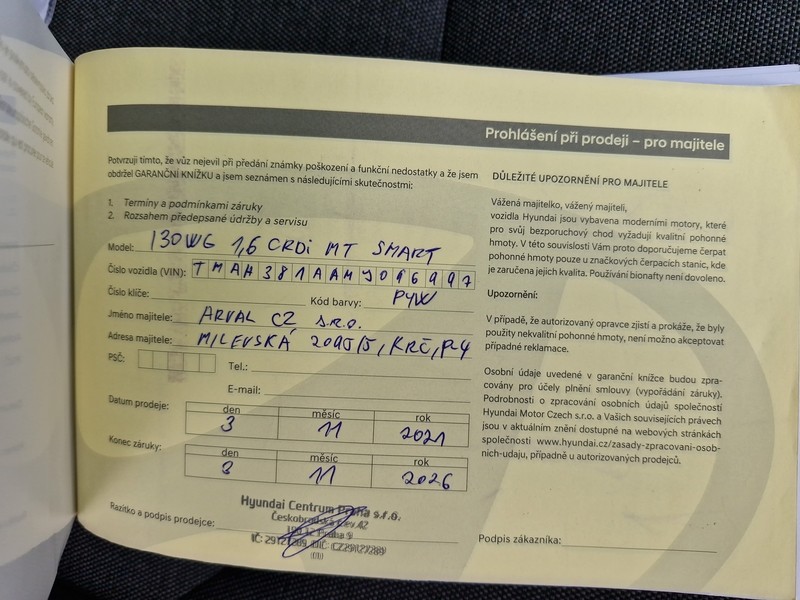 Prohlášení při prodeji – pro majitele
Potvrzuji tímto, že vůz nejevil při předání známky poškození a funkční nedostatky a že jsem
obdržel GARANČNÍ KNÍŽKU a jsem seznámen s následujícími skutečnostmi:
1. Termíny a podmínkami záruky
2. Rozsahem předepsané údržby a servisu
Model: I30WG 1,6 CRDi MT SMART
Číslo vozidla (VIN): TMAH381AAMJ096997
Číslo klíče: Kód barvy: PYW
Jméno majitele: ARVAL CZ s.r.o.
Adresa majitele: MILEVSKÁ 2095/5, KRČ, P-4
PSČ: Tel.:
E-mail:
Datum prodeje: den měsíc rok
3 11 2021
Konec záruky: den měsíc rok
3 11 2026
Razítko a podpis prodejce:
Hyundai Centrum Praha s.r.o.
Českobrodská
Praha 9
IČ: DIČ: CZ29127289
DŮLEŽITÉ UPOZORNĚNÍ PRO MAJITELE
Vážená majitelko, vážený majiteli,
vozidla Hyundai jsou vybavena moderními motory, které
pro svůj bezporuchový chod vyžadují kvalitní pohonné
hmoty. V této souvislosti Vám proto doporučujeme čerpat
pohonné hmoty pouze u značkových čerpacích stanic, kde
je zaručena jejich kvalita. Používání bionafty není dovoleno.
Upozornění:
V případě, že autorizovaný opravce zjistí a prokáže, že byly
použity nekvalitní pohonné hmoty, není možno akceptovat
případné reklamace.
Osobní údaje uvedené v garanční knížce budou zpra-
covány pro účely plnění smlouvy (vypořádání záruky).
Podrobnosti o zpracování osobních údajů společností
Hyundai Motor Czech s.r.o. a Vašich souvisejících právech
jsou v aktuálním znění dostupné na webových stránkách
společnosti www.hyundai.cz/zasady-zpracovani-osob-
nich-udaju, případně u autorizovaných prodejců.
Podpis zákazníka: